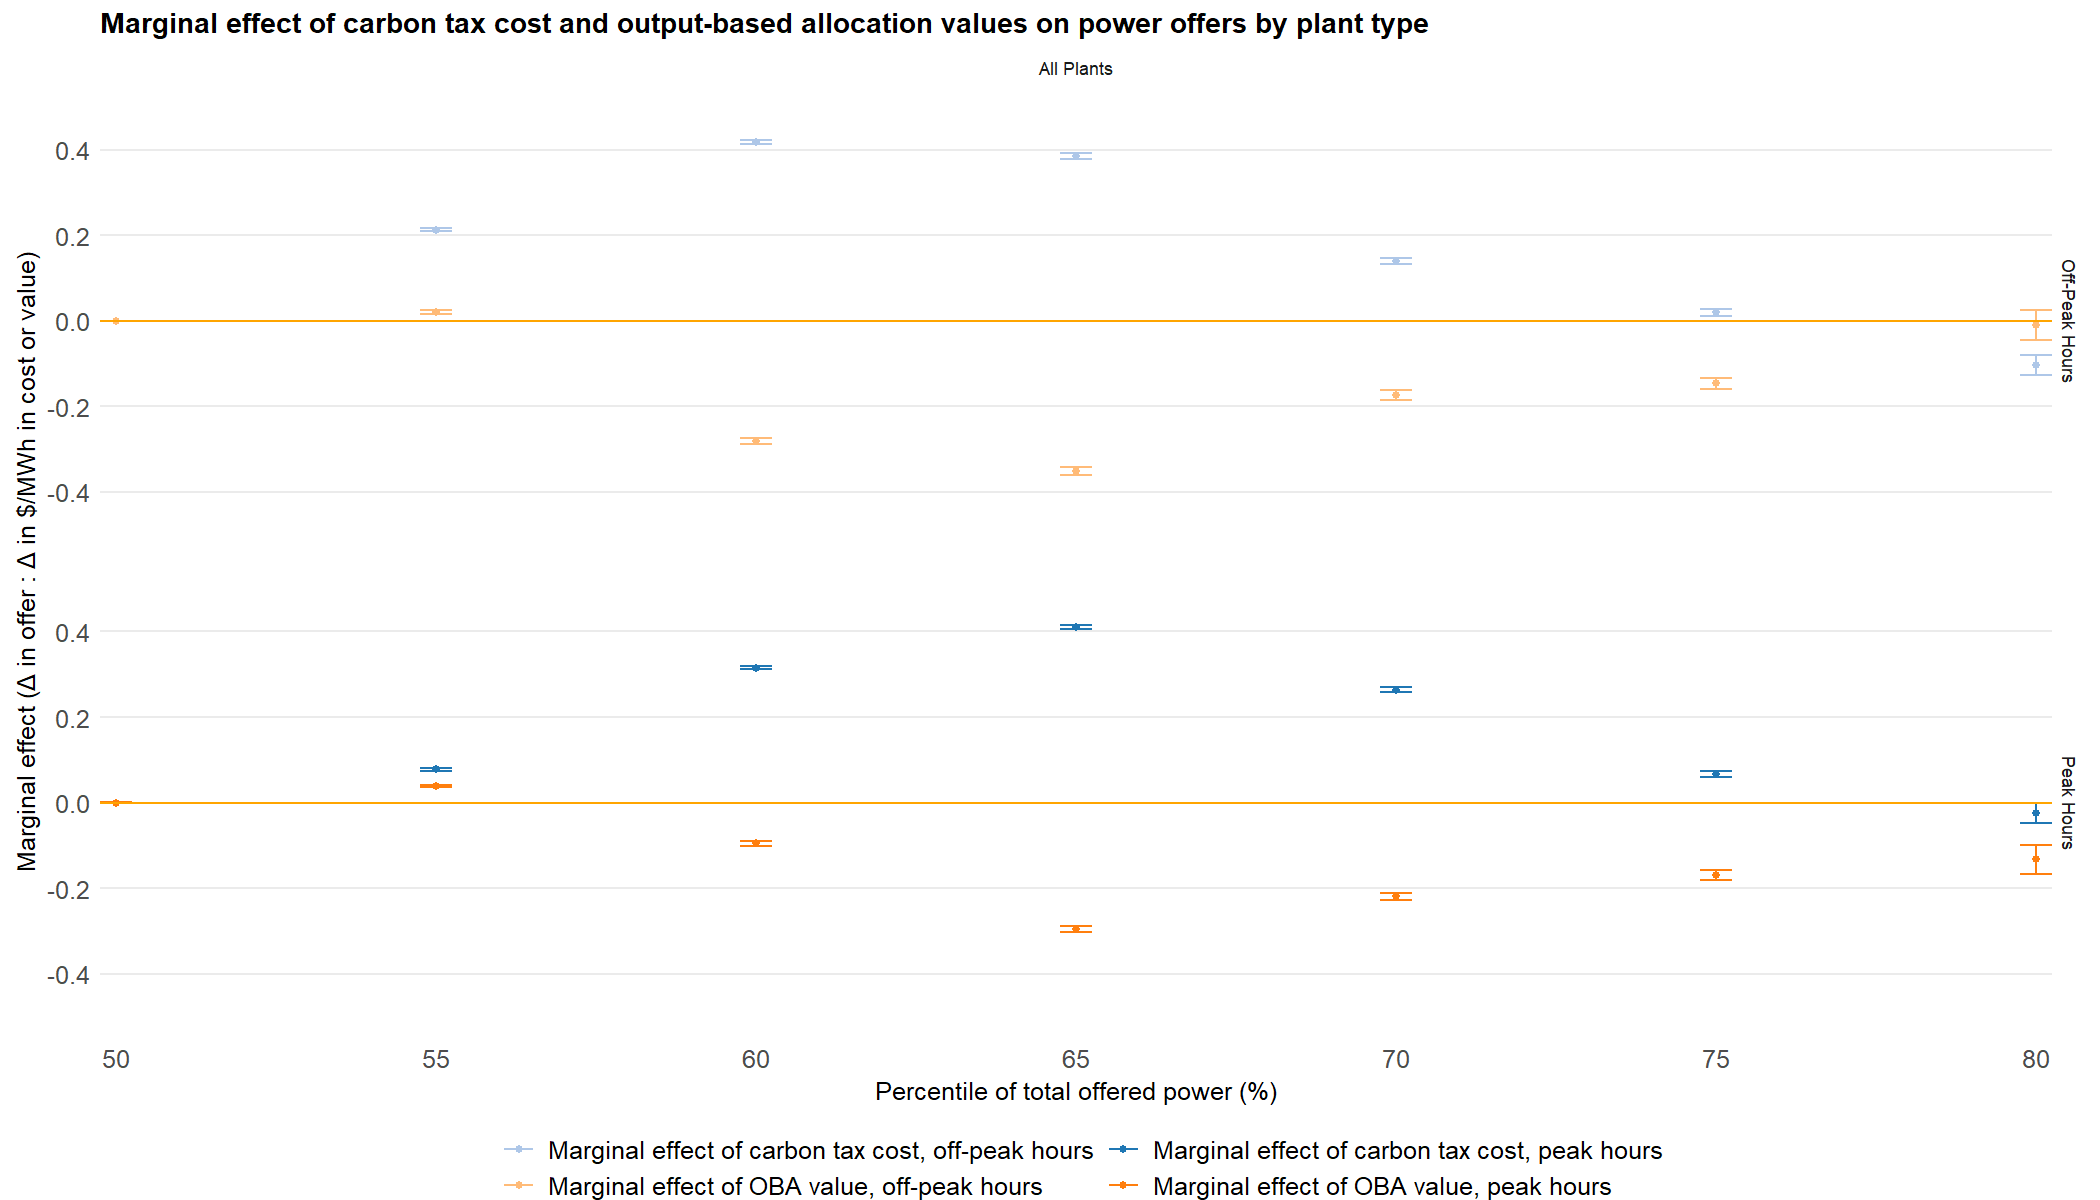 Marginal effect of carbon tax cost and output-based allocation values on power offers by plant type
All Plants
Marginal effect (Δ in offer : Δ in $/MWh in cost or value)
0.4
0.2
0.0
-0.2
-0.4
Off-Peak Hours
0.4
0.2
0.0
-0.2
-0.4
Peak Hours
50 55 60 65 70 75 80
Percentile of total offered power (%)
Marginal effect of carbon tax cost, off-peak hours Marginal effect of carbon tax cost, peak hours
Marginal effect of OBA value, off-peak hours Marginal effect of OBA value, peak hours